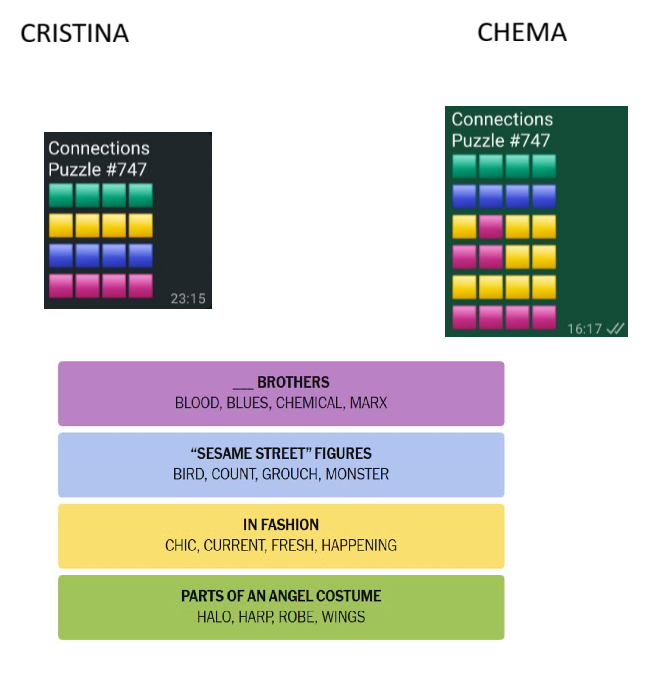 CRISTINA
CHEMA
Connections
Puzzle #747
23:15
Connections
Puzzle #747
16:17
___ BROTHERS
BLOOD, BLUES, CHEMICAL, MARX
“SESAME STREET” FIGURES
BIRD, COUNT, GROUCH, MONSTER
IN FASHION
CHIC, CURRENT, FRESH, HAPPENING
PARTS OF AN ANGEL COSTUME
HALO, HARP, ROBE, WINGS